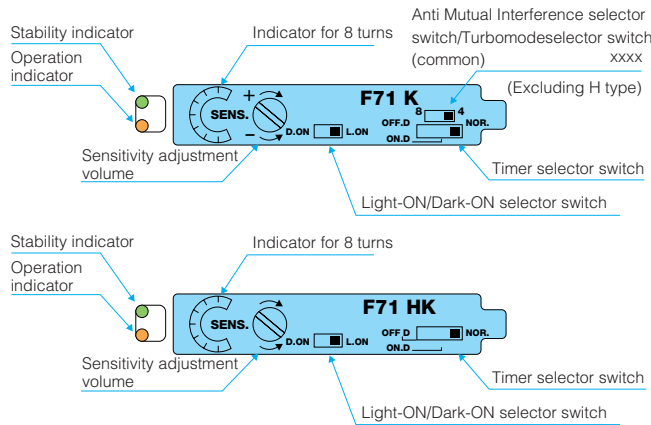 Anti Mutual Interference selector
switch/Turbomodeselector switch
(common) xxxx
(Excluding H type)
Stability indicator
Operation
indicator
Indicator for 8 turns
F71 K
+
SENS.
−
D.ON
L.ON
8
4
OFF.D
NOR.
ON.D
Sensitivity adjustment
volume
Timer selector switch
Light-ON/Dark-ON selector switch
Stability indicator
Operation
indicator
Indicator for 8 turns
F71 HK
SENS.
D.ON
L.ON
OFF D
NOR.
ON.D
Sensitivity adjustment
volume
Timer selector switch
Light-ON/Dark-ON selector switch